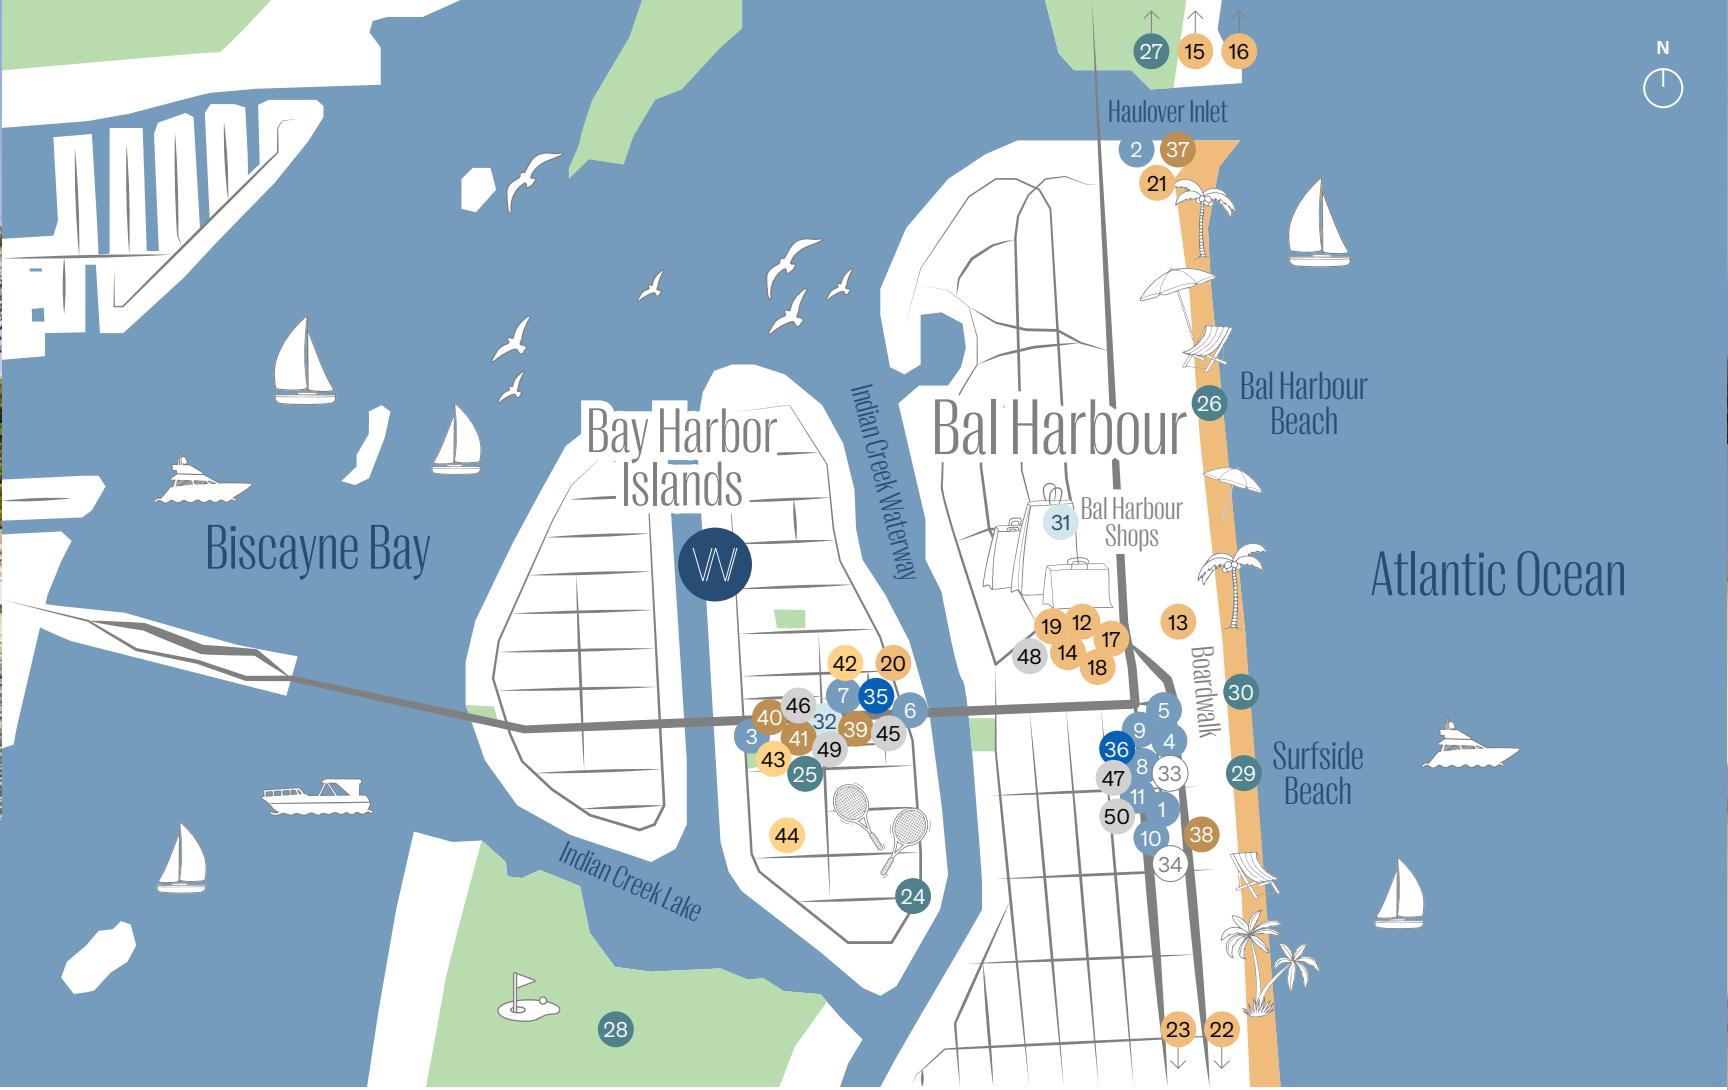 27
15
16
N
Haulover Inlet
2
37
21
Bal Harbour
Beach
26
Indian Creek Waterway
Bay Harbor
Islands
Bal Harbour
31
Bal Harbour
Shops
Biscayne Bay
W
Atlantic Ocean
19
12
17
13
48
14
18
Boardwalk
42
20
30
7
35
6
46
40
32
39
45
3
41
49
43
25
5
9
4
36
8
33
47
11
1
50
10
38
34
29
Surfside
Beach
44
Indian Creek Lake
24
28
23
22